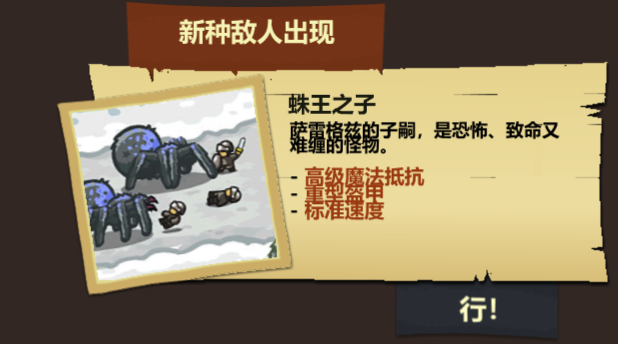 新种敌人出现
蛛王之子
萨雷格兹的子嗣，是恐怖、致命又
难缠的怪物。
- 高级魔法抵抗
- 重型盔甲
- 标准速度
行!